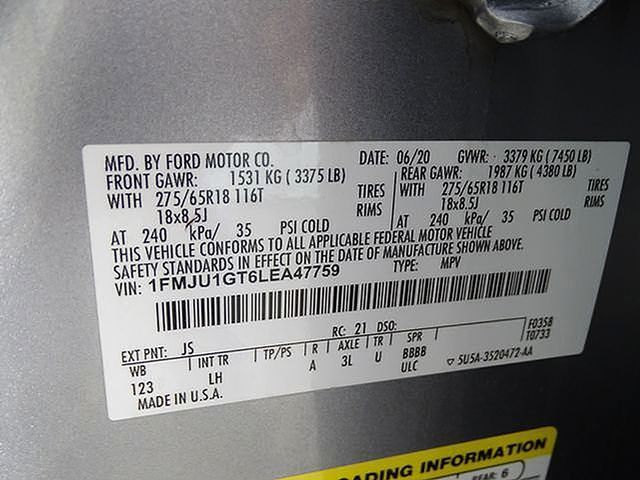 MFD. BY FORD MOTOR CO. DATE: 06/20 GVWR: 3379 KG (7450 LB)
FRONT GAWR: 1531 KG (3375 LB) REAR GAWR: 1987 KG (4380 LB)
WITH 275/65R18 116T TIRES WITH 275/65R18 116T TIRES
18x8.5J RIMS 18x8.5J RIMS
AT 240 kPa/ 35 PSI COLD AT 240 kPa/ 35 PSI COLD
THIS VEHICLE CONFORMS TO ALL APPLICABLE FEDERAL MOTOR VEHICLE
SAFETY STANDARDS IN EFFECT ON THE DATE OF MANUFACTURE SHOWN ABOVE.
VIN: 1FMJU1GT6LEA47759 TYPE: MPV
F0358
T0733
EXT PNT: JS RC: 21 DSO:
WB INT TR TP/PS R AXLE TR SPR
123 LH A 3L U BBBB
ULC ▽ 5U5A-3520472-AA
MADE IN U.S.A.
ADING INFORMATION
REAR: 6